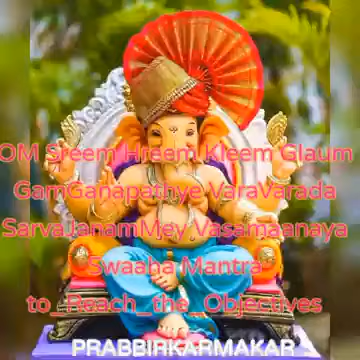 OM Sreem Hreem Kleem Glaum
GamGanapathye VaraVarada
SarvaJanamMey Vasamaanaya
Swaaha Mantra
to_Reach_the_Objectives
PRABBIRKARMAKAR